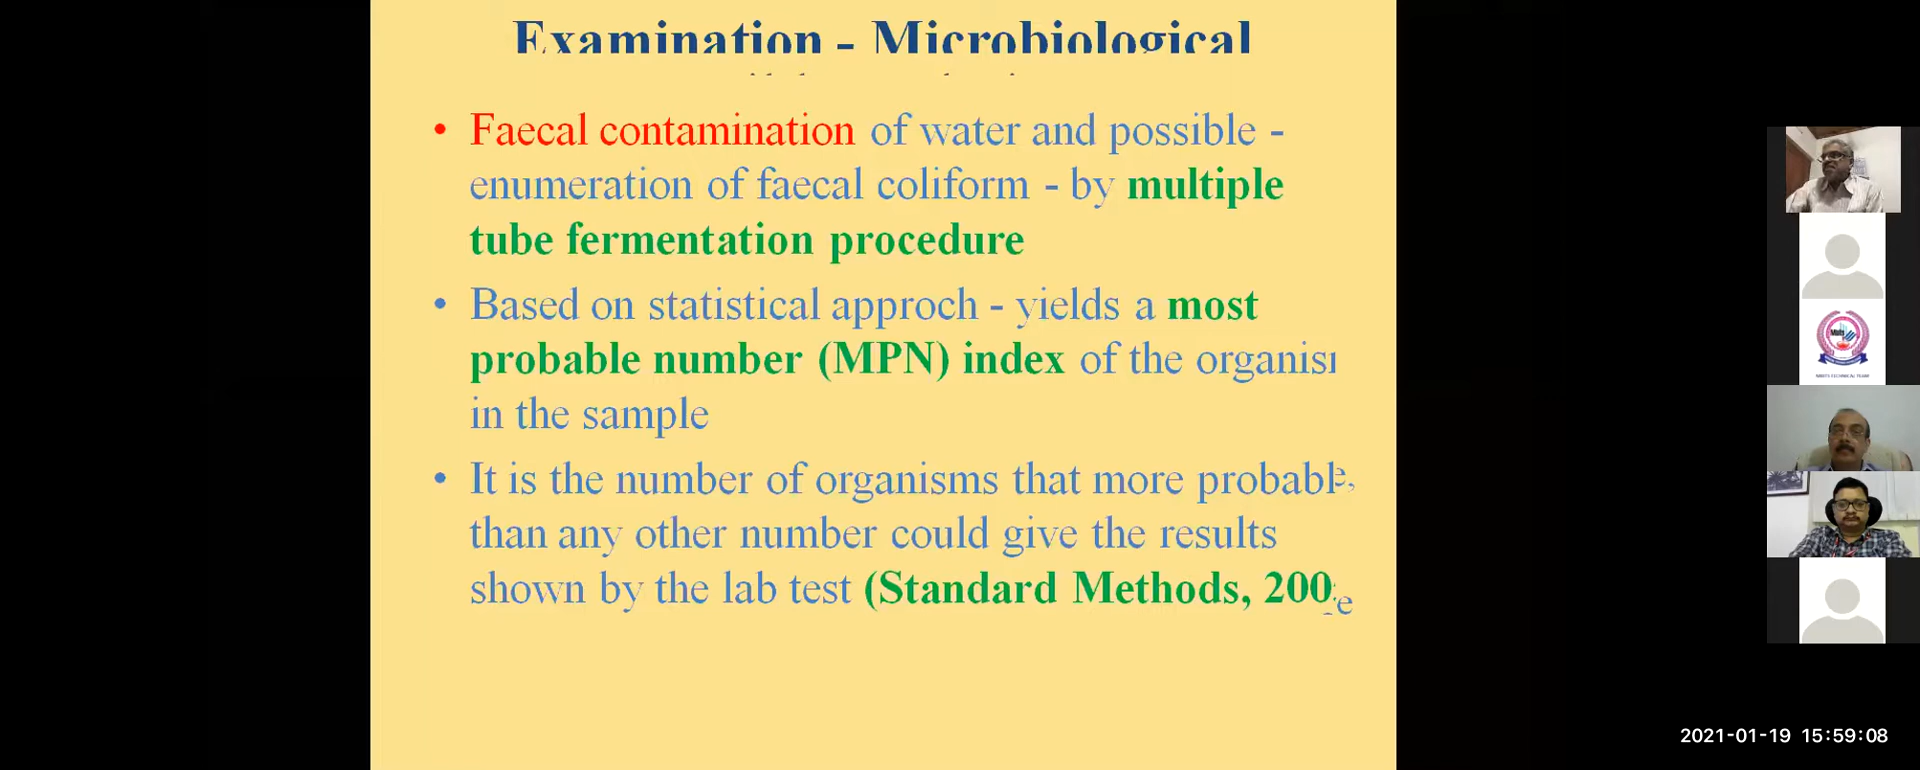 Examination - Microbiological
• Faecal contamination of water and possible -
enumeration of faecal coliform - by multiple
tube fermentation procedure
• Based on statistical approch - yields a most
probable number (MPN) index of the
in the sample
• It is the number of organisms that more
than any other number could give the results
shown by the lab test (Standard Methods,
2021-01-19 15:59:08